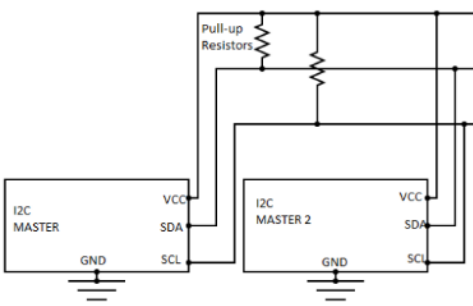 Pull-up
Resistors
I2C
MASTER
VCC
SDA
SCL
GND
I2C
MASTER 2
VCC
SDA
SCL
GND